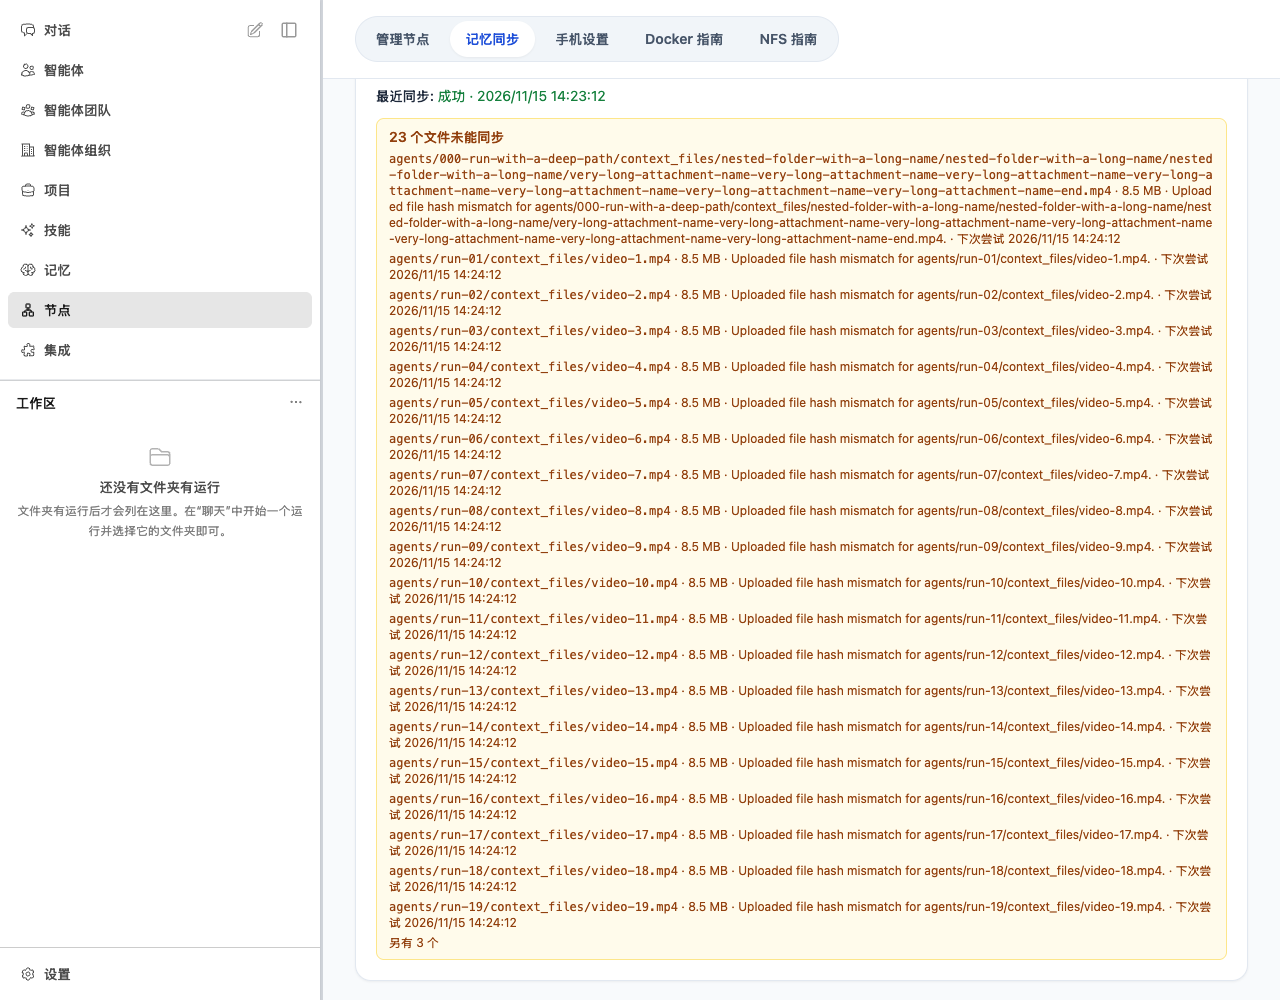 对话
智能体
智能体团队
智能体组织
项目
技能
记忆
节点
集成
工作区
还没有文件夹有运行
文件夹有运行后才会列在这里。在“聊天”中开始一个运
行并选择它的文件夹即可。
设置
管理节点
记忆同步
手机设置
Docker 指南
NFS 指南
最近同步: 成功 · 2026/11/15 14:23:12
23 个文件未能同步
agents/000-run-with-a-deep-path/context_files/nested-folder-with-a-long-name/nested-folder-with-a-long-name/nested
-folder-with-a-long-name/very-long-attachment-name-very-long-attachment-name-very-long-attachment-name-very-long-a
ttachment-name-very-long-attachment-name-very-long-attachment-name-very-long-attachment-name-end.mp4 · 8.5 MB · Upload
ed file hash mismatch for agents/000-run-with-a-deep-path/context_files/nested-folder-with-a-long-name/nested-folder-with-a-long-name/nest
ed-folder-with-a-long-name/very-long-attachment-name-very-long-attachment-name-very-long-attachment-name-very-long-attachment-name
-very-long-attachment-name-very-long-attachment-name-very-long-attachment-name-end.mp4. · 下次尝试 2026/11/15 14:24:12
agents/run-01/context_files/video-1.mp4 · 8.5 MB · Uploaded file hash mismatch for agents/run-01/context_files/video-1.mp4. · 下次尝试
2026/11/15 14:24:12
agents/run-02/context_files/video-2.mp4 · 8.5 MB · Uploaded file hash mismatch for agents/run-02/context_files/video-2.mp4. · 下次尝试
2026/11/15 14:24:12
agents/run-03/context_files/video-3.mp4 · 8.5 MB · Uploaded file hash mismatch for agents/run-03/context_files/video-3.mp4. · 下次尝试
2026/11/15 14:24:12
agents/run-04/context_files/video-4.mp4 · 8.5 MB · Uploaded file hash mismatch for agents/run-04/context_files/video-4.mp4. · 下次尝试
2026/11/15 14:24:12
agents/run-05/context_files/video-5.mp4 · 8.5 MB · Uploaded file hash mismatch for agents/run-05/context_files/video-5.mp4. · 下次尝试
2026/11/15 14:24:12
agents/run-06/context_files/video-6.mp4 · 8.5 MB · Uploaded file hash mismatch for agents/run-06/context_files/video-6.mp4. · 下次尝试
2026/11/15 14:24:12
agents/run-07/context_files/video-7.mp4 · 8.5 MB · Uploaded file hash mismatch for agents/run-07/context_files/video-7.mp4. · 下次尝试
2026/11/15 14:24:12
agents/run-08/context_files/video-8.mp4 · 8.5 MB · Uploaded file hash mismatch for agents/run-08/context_files/video-8.mp4. · 下次尝试
2026/11/15 14:24:12
agents/run-09/context_files/video-9.mp4 · 8.5 MB · Uploaded file hash mismatch for agents/run-09/context_files/video-9.mp4. · 下次尝试
2026/11/15 14:24:12
agents/run-10/context_files/video-10.mp4 · 8.5 MB · Uploaded file hash mismatch for agents/run-10/context_files/video-10.mp4. · 下次尝
试 2026/11/15 14:24:12
agents/run-11/context_files/video-11.mp4 · 8.5 MB · Uploaded file hash mismatch for agents/run-11/context_files/video-11.mp4. · 下次尝
试 2026/11/15 14:24:12
agents/run-12/context_files/video-12.mp4 · 8.5 MB · Uploaded file hash mismatch for agents/run-12/context_files/video-12.mp4. · 下次尝
试 2026/11/15 14:24:12
agents/run-13/context_files/video-13.mp4 · 8.5 MB · Uploaded file hash mismatch for agents/run-13/context_files/video-13.mp4. · 下次尝
试 2026/11/15 14:24:12
agents/run-14/context_files/video-14.mp4 · 8.5 MB · Uploaded file hash mismatch for agents/run-14/context_files/video-14.mp4. · 下次尝
试 2026/11/15 14:24:12
agents/run-15/context_files/video-15.mp4 · 8.5 MB · Uploaded file hash mismatch for agents/run-15/context_files/video-15.mp4. · 下次尝
试 2026/11/15 14:24:12
agents/run-16/context_files/video-16.mp4 · 8.5 MB · Uploaded file hash mismatch for agents/run-16/context_files/video-16.mp4. · 下次尝
试 2026/11/15 14:24:12
agents/run-17/context_files/video-17.mp4 · 8.5 MB · Uploaded file hash mismatch for agents/run-17/context_files/video-17.mp4. · 下次尝
试 2026/11/15 14:24:12
agents/run-18/context_files/video-18.mp4 · 8.5 MB · Uploaded file hash mismatch for agents/run-18/context_files/video-18.mp4. · 下次尝
试 2026/11/15 14:24:12
agents/run-19/context_files/video-19.mp4 · 8.5 MB · Uploaded file hash mismatch for agents/run-19/context_files/video-19.mp4. · 下次尝
试 2026/11/15 14:24:12
另有 3 个